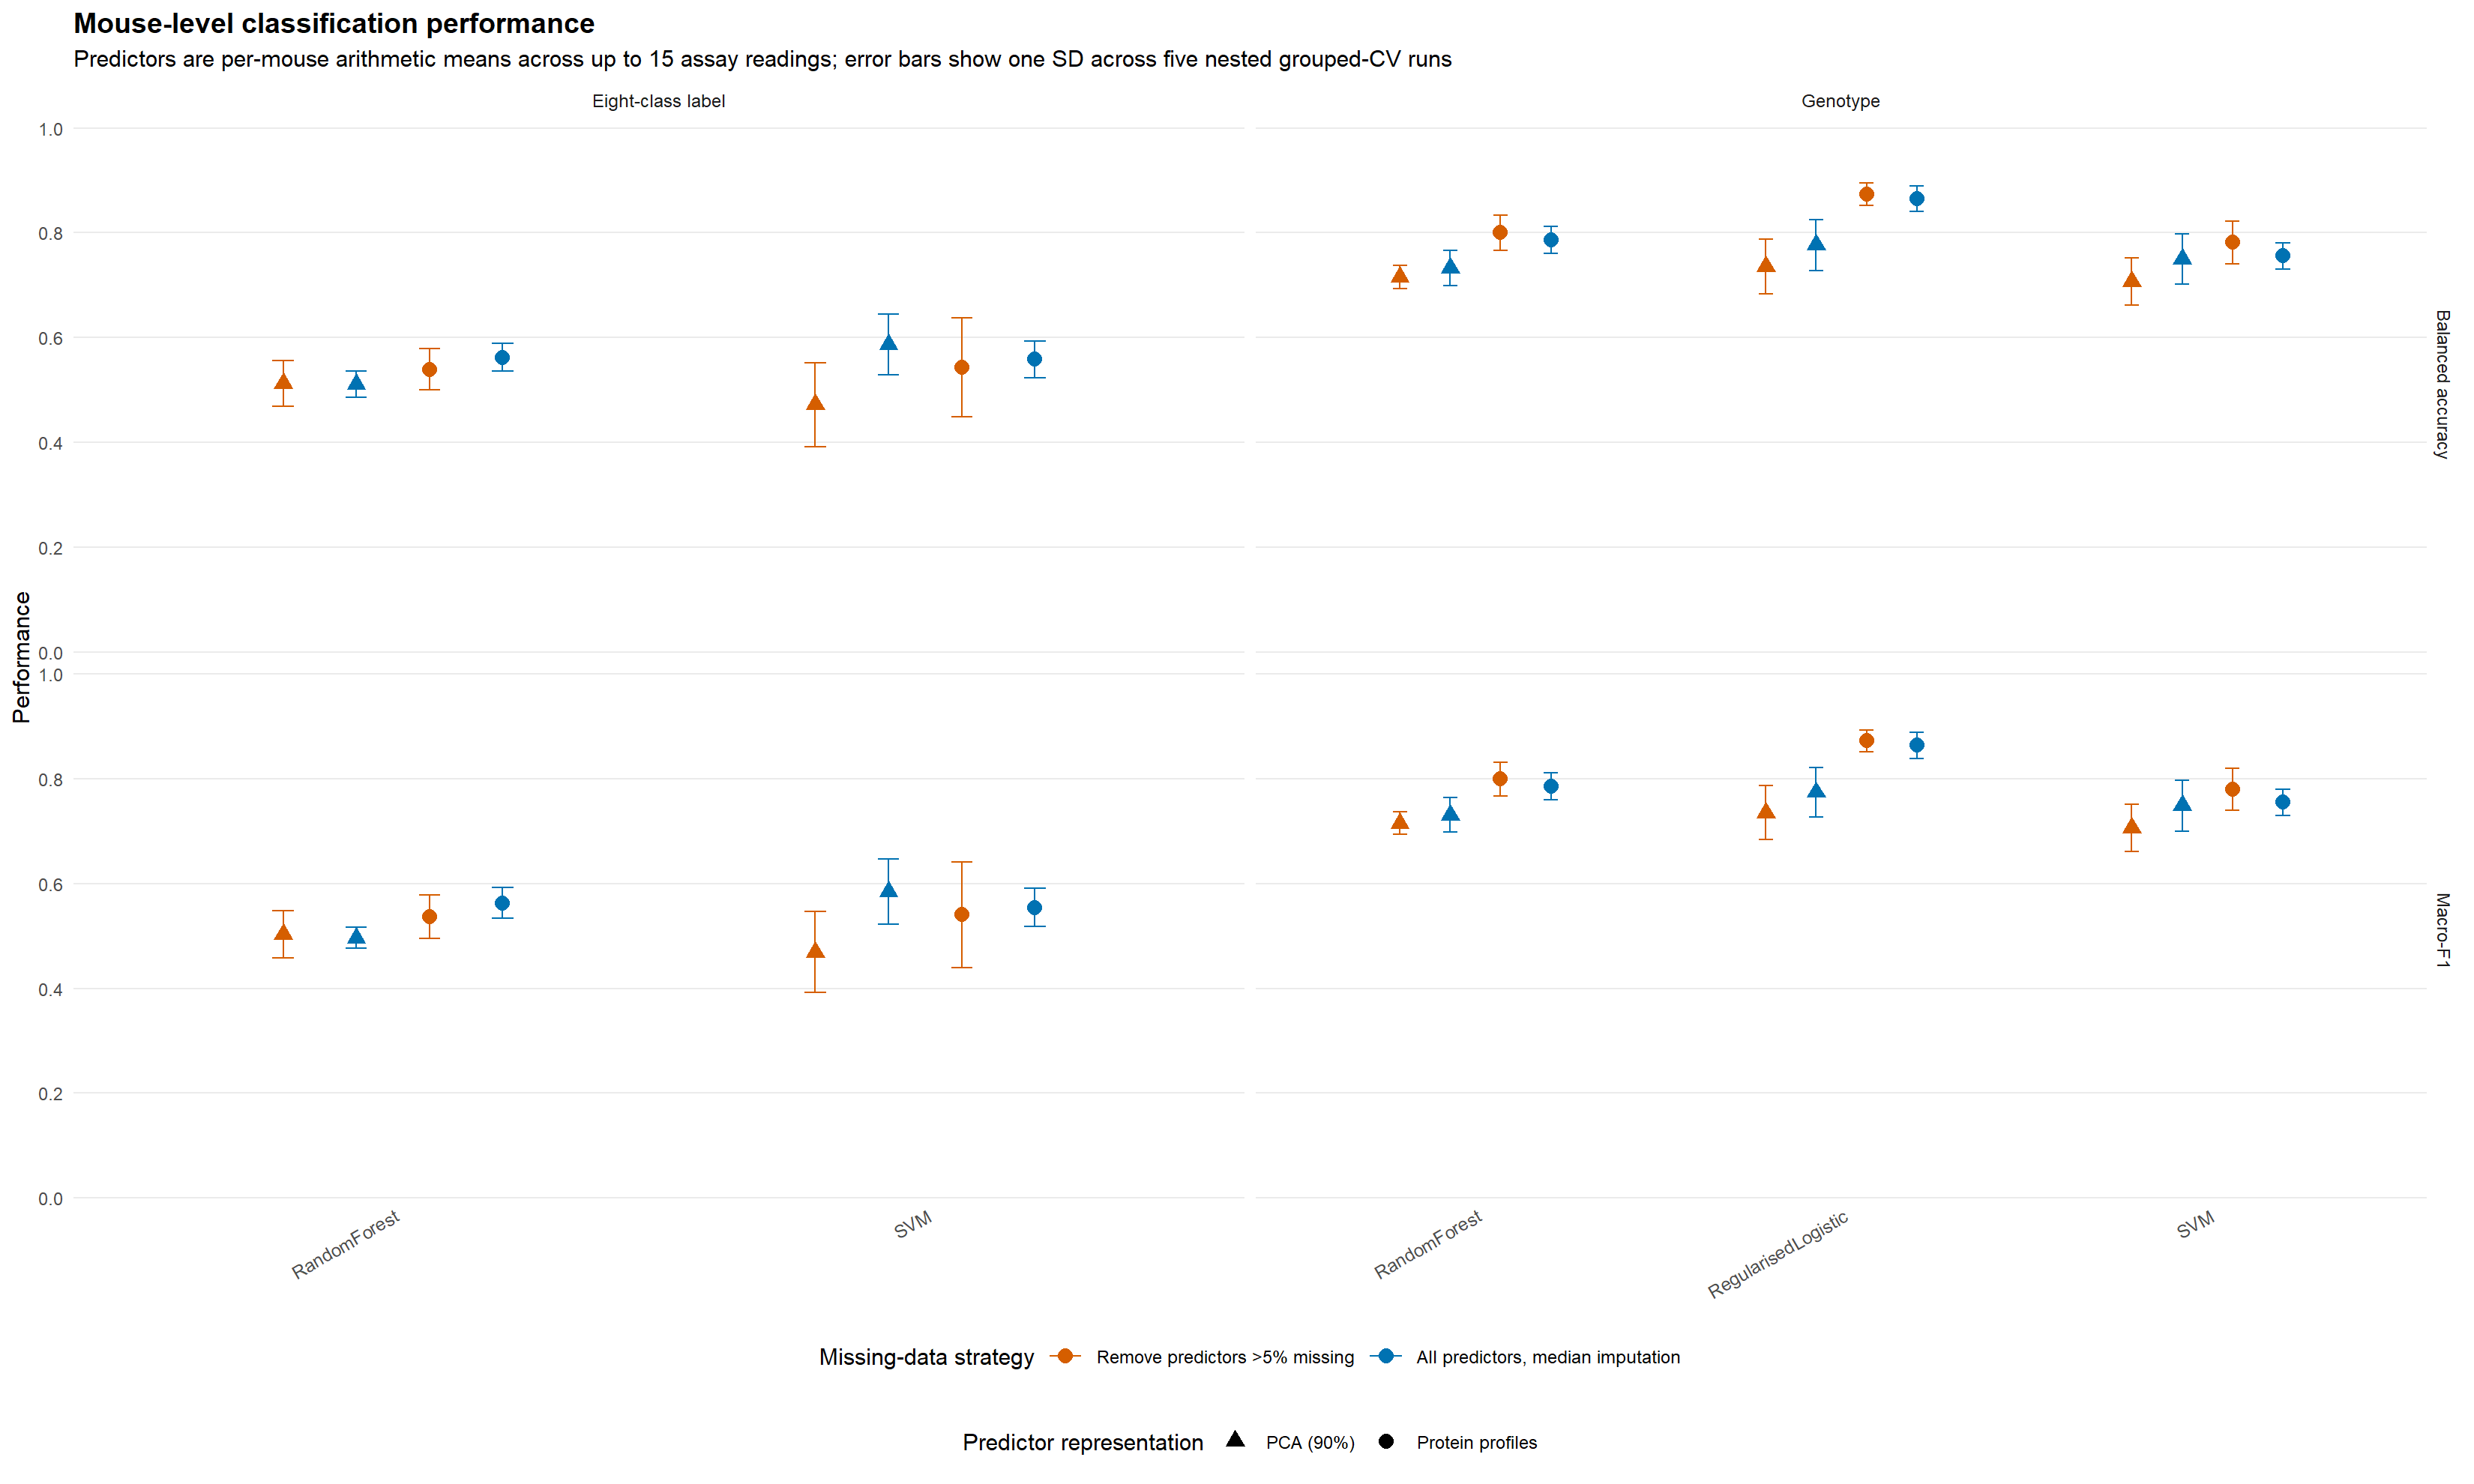 Mouse-level classification performance
Predictors are per-mouse arithmetic means across up to 15 assay readings; error bars show one SD across five nested grouped-CV runs
Eight-class label
Genotype
1.0
0.8
0.6
0.4
0.2
0.0
Balanced accuracy
Performance
1.0
0.8
0.6
0.4
0.2
0.0
Macro-F1
RandomForest
SVM
RandomForest
RegularisedLogistic
SVM
Missing-data strategy
Remove predictors >5% missing
All predictors, median imputation
Predictor representation
PCA (90%)
Protein profiles